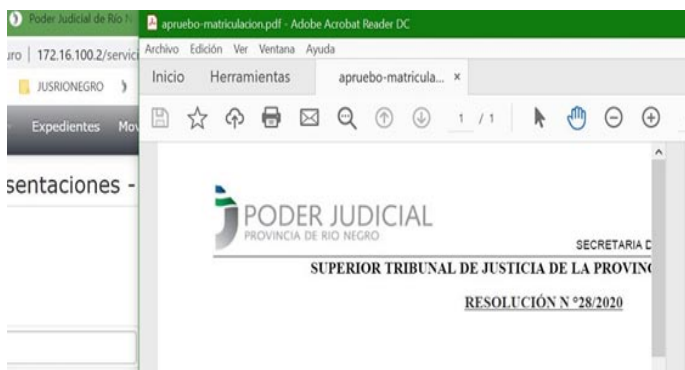 Poder Judicial de Río N
apruebo-matriculacion.pdf - Adobe Acrobat Reader DC
uro | 172.16.100.2/servici
Archivo Edición Ver Ventana Ayuda
JUSRIONEGRO
Inicio Herramientas apruebo-matricula... ×
Expedientes Mov
1 / 1
sentaciones -
PODER JUDICIAL
PROVINCIA DE RIO NEGRO
SECRETARIA D
SUPERIOR TRIBUNAL DE JUSTICIA DE LA PROVINC
RESOLUCIÓN N °28/2020